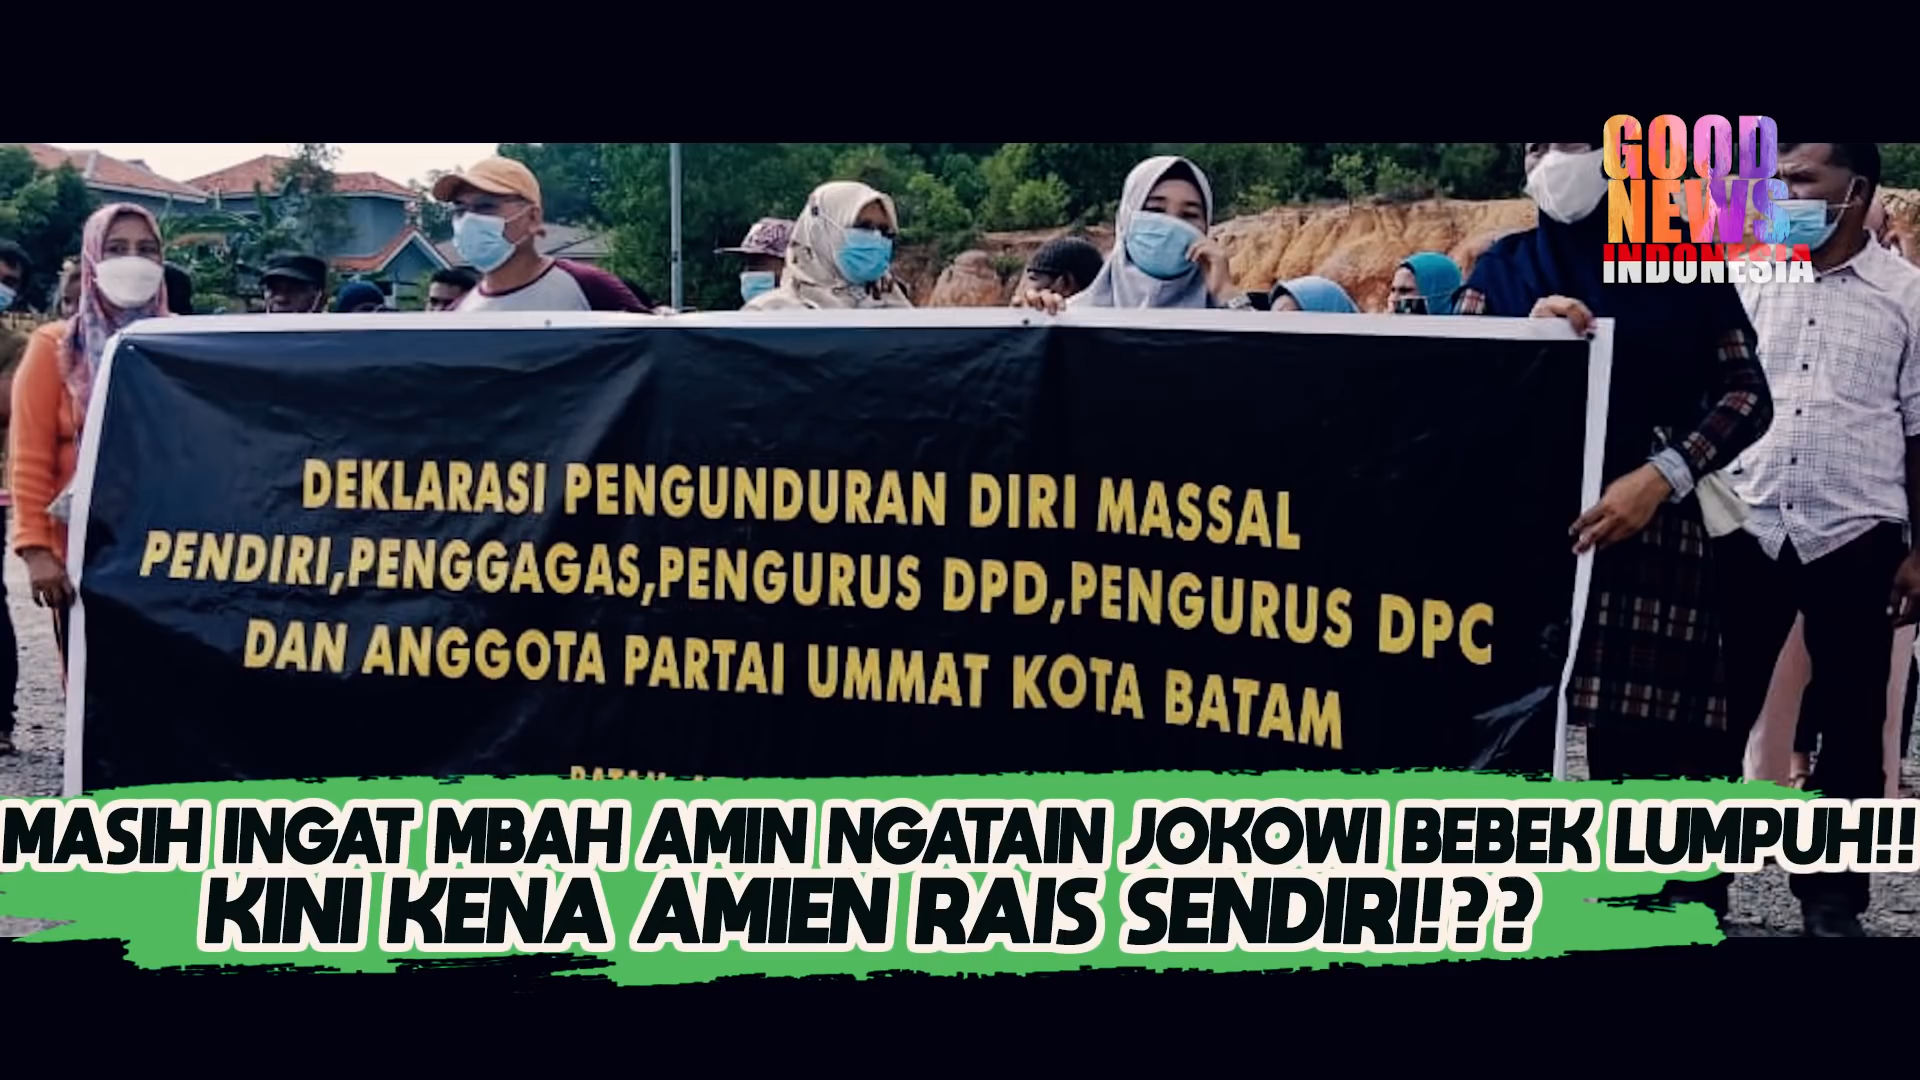 GOOD
NEWS
INDONESIA
DEKLARASI PENGUNDURAN DIRI MASSAL
PENDIRI,PENGGAGAS,PENGURUS DPD,PENGURUS DPC
DAN ANGGOTA PARTAI UMMAT KOTA BATAM
MASIH INGAT MBAH AMIN NGATAIN JOKOWI BEBEK LUMPUH!!
KINI KENA AMIEN RAIS SENDIRI!??